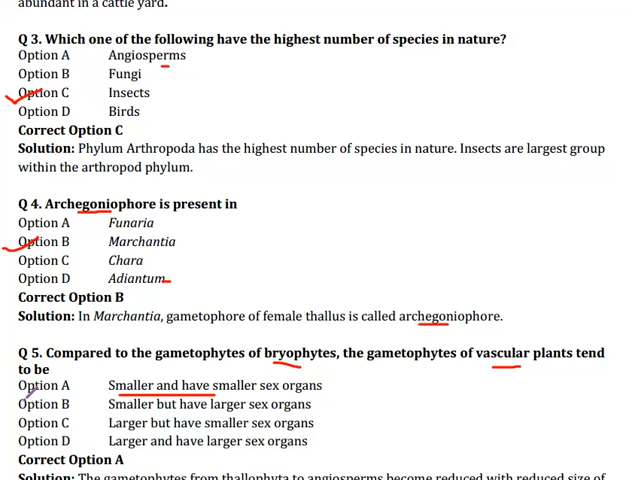 abundant in a cattle yard.
Q 3. Which one of the following have the highest number of species in nature?
Option A Angiosperms
Option B Fungi
Option C Insects
Option D Birds
Correct Option C
Solution: Phylum Arthropoda has the highest number of species in nature. Insects are largest group
within the arthropod phylum.
Q 4. Archegoniophore is present in
Option A Funaria
Option B Marchantia
Option C Chara
Option D Adiantum
Correct Option B
Solution: In Marchantia, gametophore of female thallus is called archegoniophore.
Q 5. Compared to the gametophytes of bryophytes, the gametophytes of vascular plants tend
to be
Option A Smaller and have smaller sex organs
Option B Smaller but have larger sex organs
Option C Larger but have smaller sex organs
Option D Larger and have larger sex organs
Correct Option A
Solution: The gametophytes from thallophyta to angiosperms become reduced with reduced size of